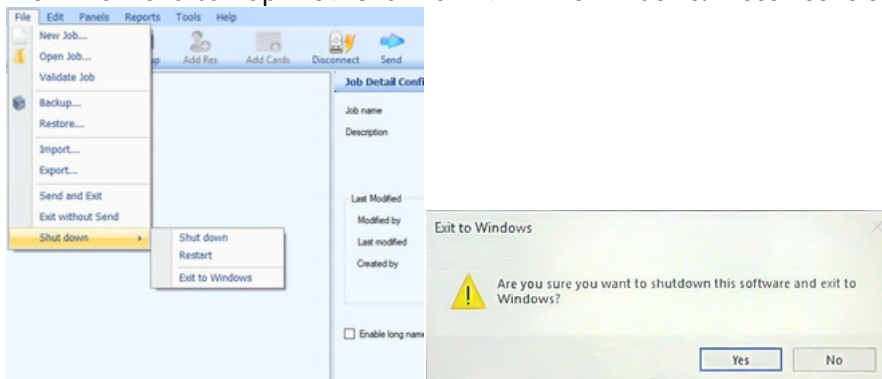 File Edit Panels Reports Tools Help
New Job...
Open Job...
Validate Job
Backup...
Restore...
Import...
Export...
Send and Exit
Exit without Send
Shut down
Shut down
Restart
Exit to Windows
Add Res Add Cards Disconnect Send
Job Detail
Job name
Description
Last Modified
Modified by
Last modified
Created by
Enable long
Exit to Windows
Are you sure you want to shutdown this software and exit to
Windows?
Yes No